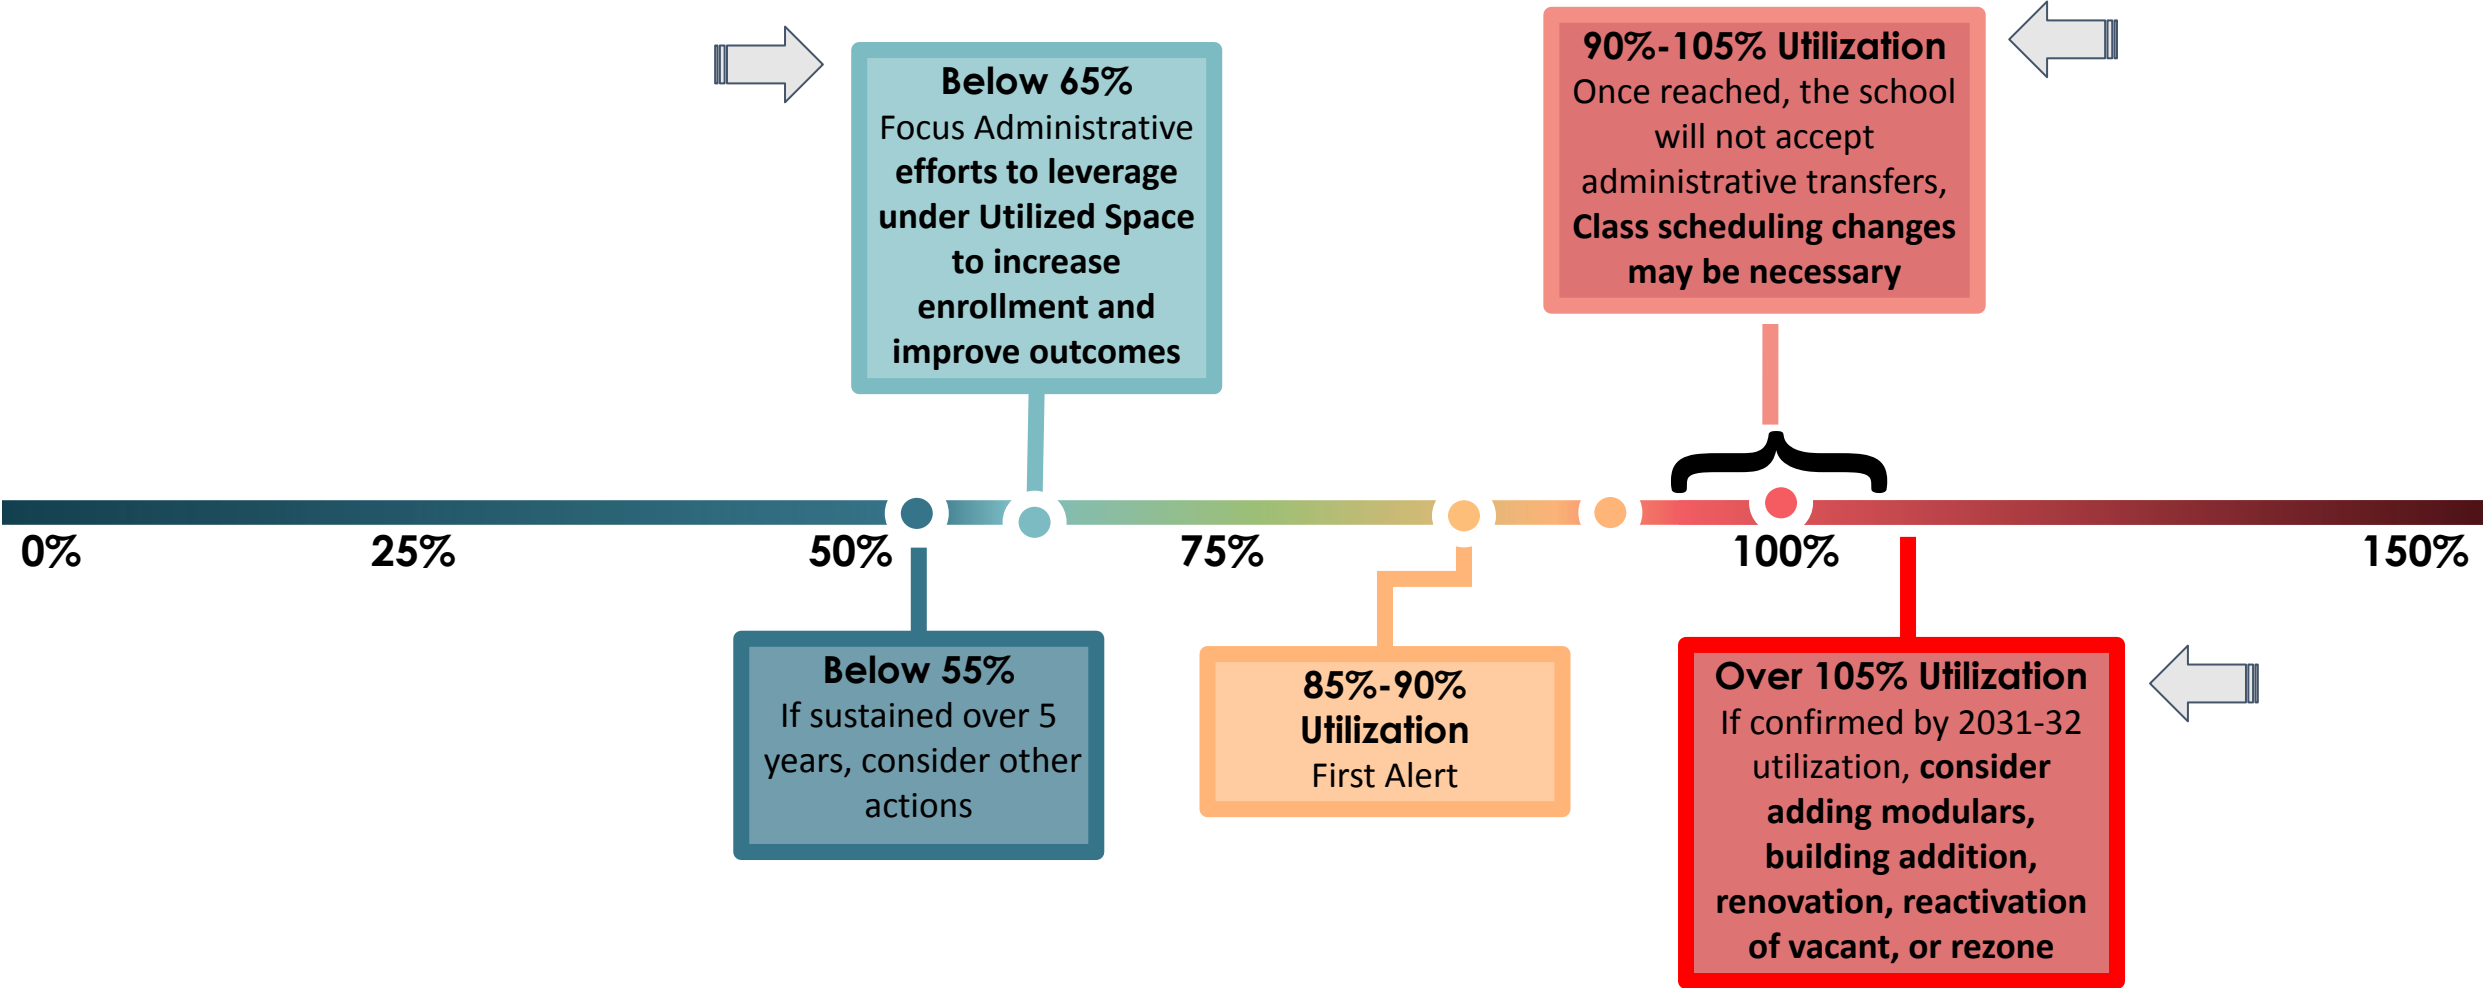 Below 65%
Focus Administrative
efforts to leverage
under Utilized Space
to increase
enrollment and
improve outcomes
90%-105% Utilization
Once reached, the school
will not accept
administrative transfers,
Class scheduling changes
may be necessary
0%
25%
50%
75%
100%
150%
Below 55%
If sustained over 5
years, consider other
actions
85%-90%
Utilization
First Alert
Over 105% Utilization
If confirmed by 2031-32
utilization, consider
adding modulars,
building addition,
renovation, reactivation
of vacant, or rezone